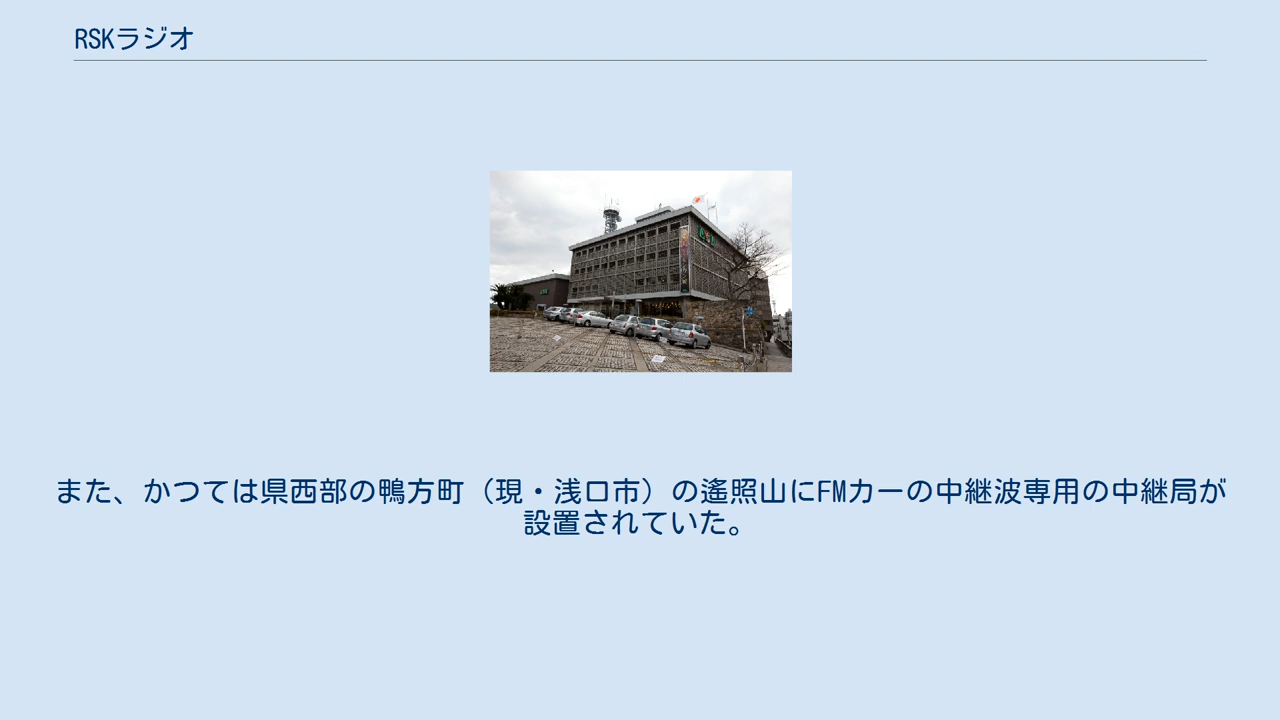 RSKラジオ
また、かつては県西部の鴨方町（現・浅口市）の遙照山にFMカーの中継波専用の中継局が
設置されていた。